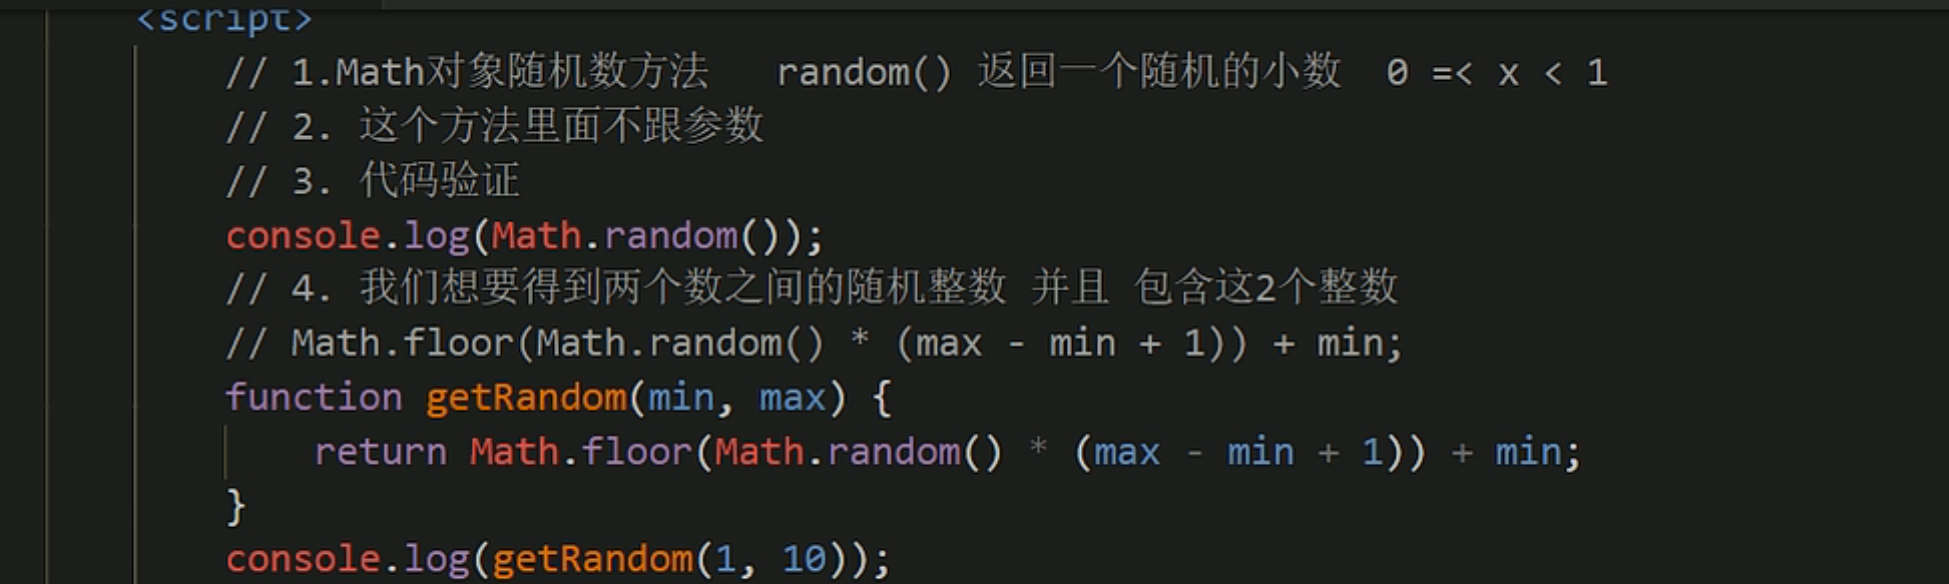 <script>
// 1.Math对象随机数方法   random() 返回一个随机的小数  0 =< x < 1
// 2. 这个方法里面不跟参数
// 3. 代码验证
console.log(Math.random());
// 4. 我们想要得到两个数之间的随机整数 并且 包含这2个整数
// Math.floor(Math.random() * (max - min + 1)) + min;
function getRandom(min, max) {
    return Math.floor(Math.random() * (max - min + 1)) + min;
}
console.log(getRandom(1, 10));